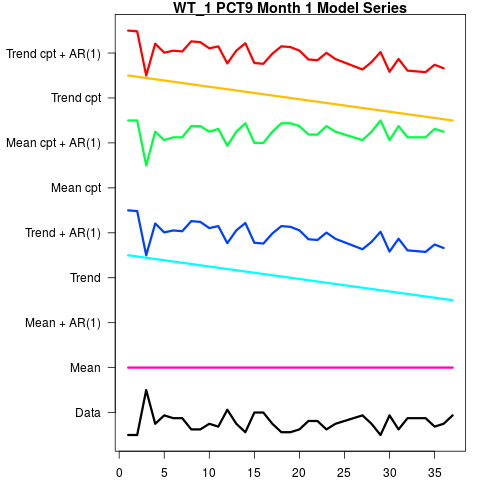 WT_1 PCT9 Month 1 Model Series
Trend cpt + AR(1)
Trend cpt
Mean cpt + AR(1)
Mean cpt
Trend + AR(1)
Trend
Mean + AR(1)
Mean
Data
0 5 10 15 20 25 30 35